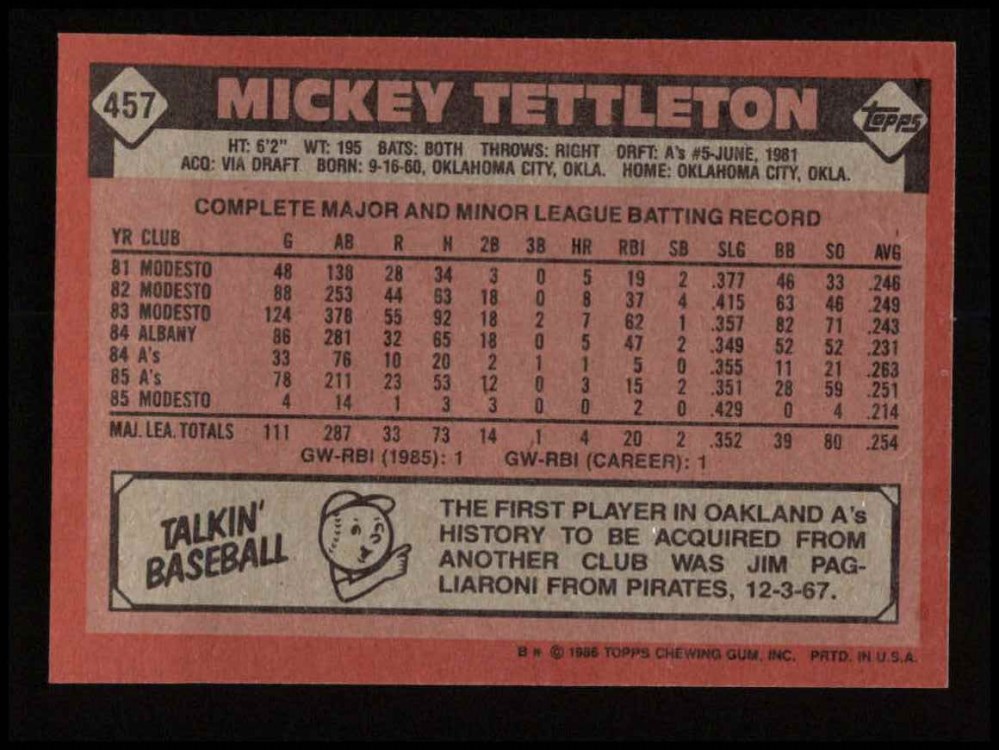 457 MICKEY TETTLETON Topps
HT: 6'2" WT: 195 BATS: BOTH THROWS: RIGHT DRFT: A's #5-JUNE, 1981
ACQ: VIA DRAFT BORN: 9-16-60, OKLAHOMA CITY, OKLA. HOME: OKLAHOMA CITY, OKLA.
COMPLETE MAJOR AND MINOR LEAGUE BATTING RECORD
YR CLUB G AB R H 2B 3B HR RBI SB SLG BB SO AVG
81 MODESTO 48 138 28 34 3 0 5 19 2 .377 46 33 .246
82 MODESTO 88 253 44 63 18 0 8 37 4 .415 63 46 .249
83 MODESTO 124 378 55 92 18 2 7 62 1 .357 82 71 .243
84 ALBANY 86 281 32 65 18 0 5 47 2 .349 52 52 .231
84 A's 33 76 10 20 2 1 1 5 0 .355 11 21 .263
85 A's 78 211 23 53 12 0 3 15 2 .351 28 59 .251
85 MODESTO 4 14 1 3 3 0 0 2 0 .429 0 4 .214
MAJ. LEA. TOTALS 111 287 33 73 14 1 4 20 2 .352 39 80 .254
GW-RBI (1985): 1 GW-RBI (CAREER): 1
TALKIN'
BASEBALL
THE FIRST PLAYER IN OAKLAND A's
HISTORY TO BE ACQUIRED FROM
ANOTHER CLUB WAS JIM PAG-
LIARONI FROM PIRATES, 12-3-67.
B * © 1986 TOPPS CHEWING GUM, INC. PRTD. IN U.S.A.